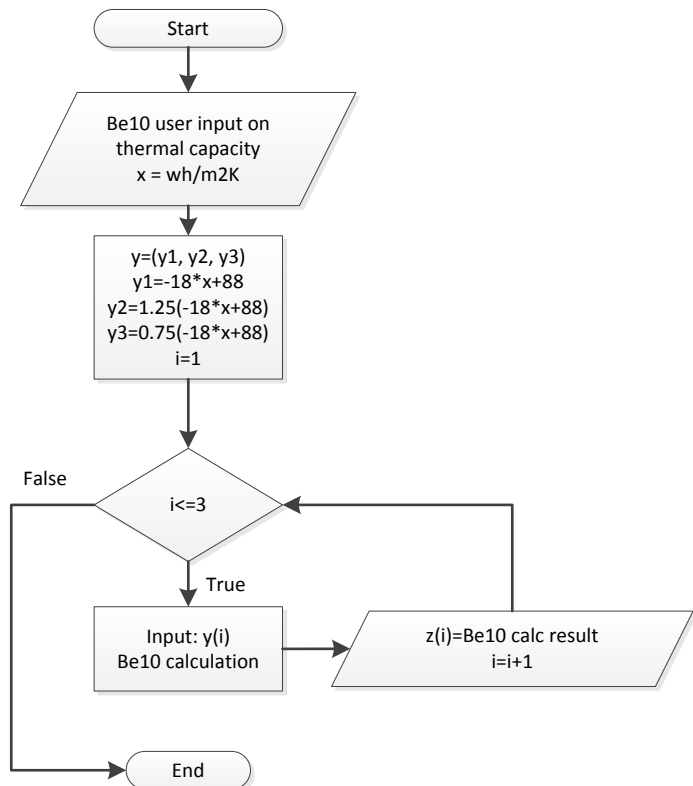 Start
Be10 user input on
thermal capacity
x = wh/m2K
y=(y1, y2, y3)
y1=-18*x+88
y2=1.25(-18*x+88)
y3=0.75(-18*x+88)
i=1
False
i<=3
True
Input: y(i)
Be10 calculation
z(i)=Be10 calc result
i=i+1
End